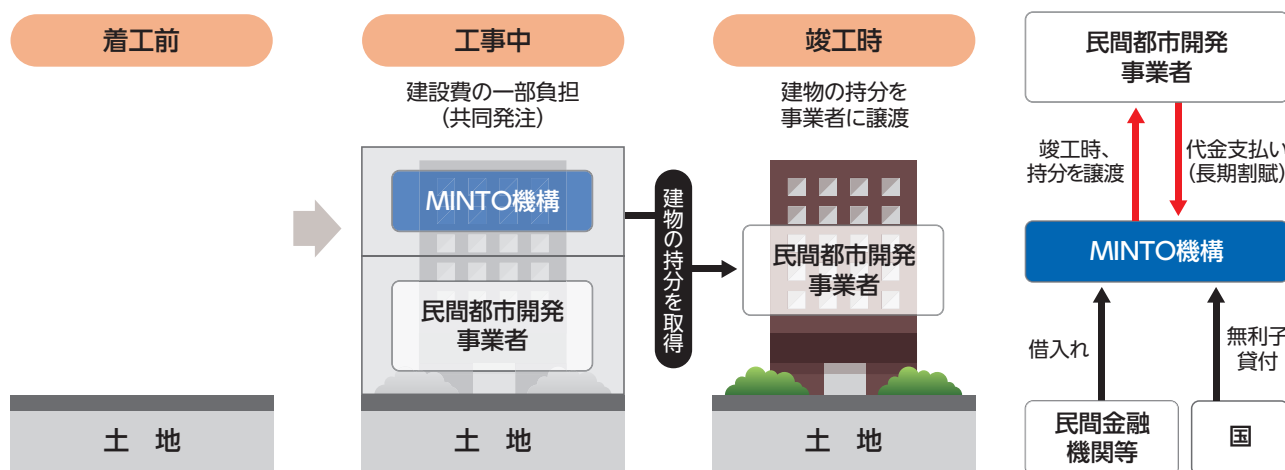 着工前
土 地
工事中
建設費の一部負担
(共同発注)
MINTO機構
民間都市開発
事業者
土 地
建物の持分を取得
竣工時
建物の持分を
事業者に譲渡
民間都市開発
事業者
土 地
民間都市開発
事業者
竣工時、
持分を譲渡
代金支払い
(長期割賦)
MINTO機構
借入れ
無利子
貸付
民間金融
機関等
国